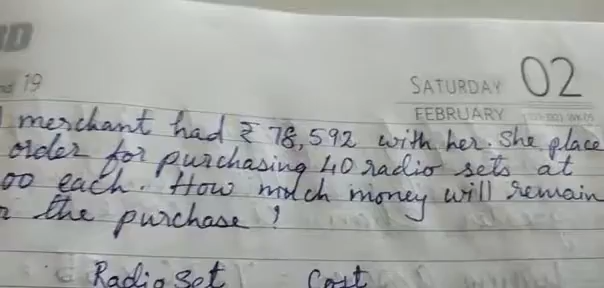 19
SATURDAY 02
FEBRUARY
merchant had ₹ 78,592 with her. She place
order for purchasing 40 radio sets at
00 each. How much money will remain
the purchase?
Radio Set Cost